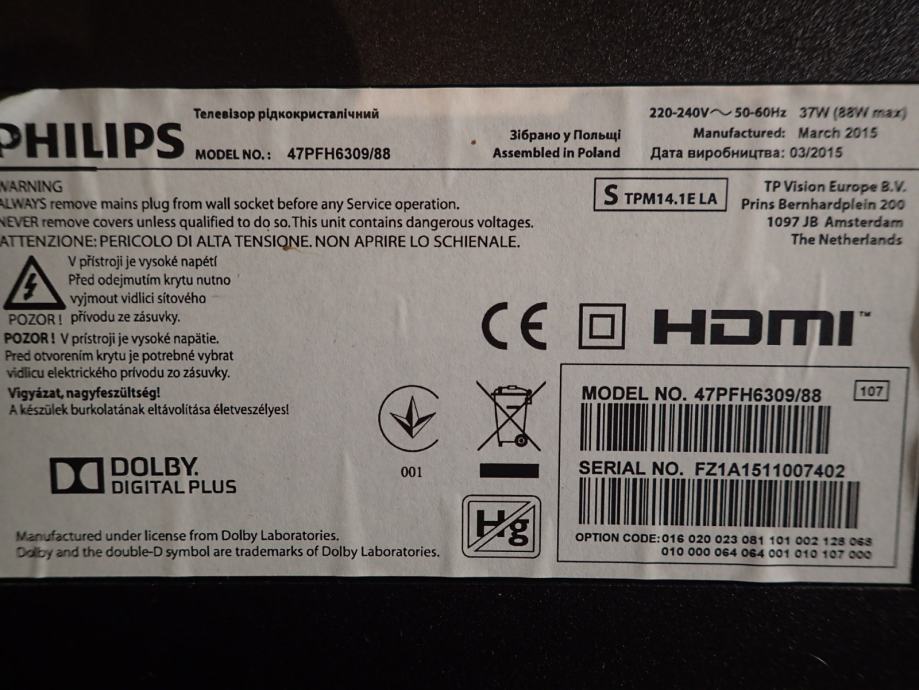 PHILIPS
Телевізор рідкокристалічний
MODEL NO.: 47PFH6309/88
Зібрано у Польщі
Assembled in Poland
220-240V~ 50-60Hz 37W (88W max)
Manufactured: March 2015
Дата виробництва: 03/2015
WARNING
ALWAYS remove mains plug from wall socket before any Service operation.
NEVER remove covers unless qualified to do so. This unit contains dangerous voltages.
ATTENZIONE: PERICOLO DI ALTA TENSIONE. NON APRIRE LO SCHIENALE.
S TPM14.1E LA
TP Vision Europe B.V.
Prins Bernhardplein 200
1097 JB Amsterdam
The Netherlands
V přístroji je vysoké napětí
Před odejmutím krytu nutno
vyjmout vidlici síťového
POZOR! přívodu ze zásuvky.
POZOR! V prístroji je vysoké napätie.
Pred otvorením krytu je potrebné vybrat
vidlicu elektrického prívodu zo zásuvky.
Vigyázat, nagyfeszültség!
A készülek burkolatának eltávolítása életveszélyes!
CE
HDMI™
001
DOLBY.
DIGITAL PLUS
Hg
MODEL NO. 47PFH6309/88
107
SERIAL NO. FZ1A1511007402
OPTION CODE: 016 020 023 081 101 002 128 068
010 000 064 064 001 010 107 000
Manufactured under license from Dolby Laboratories.
Dolby and the double-D symbol are trademarks of Dolby Laboratories.